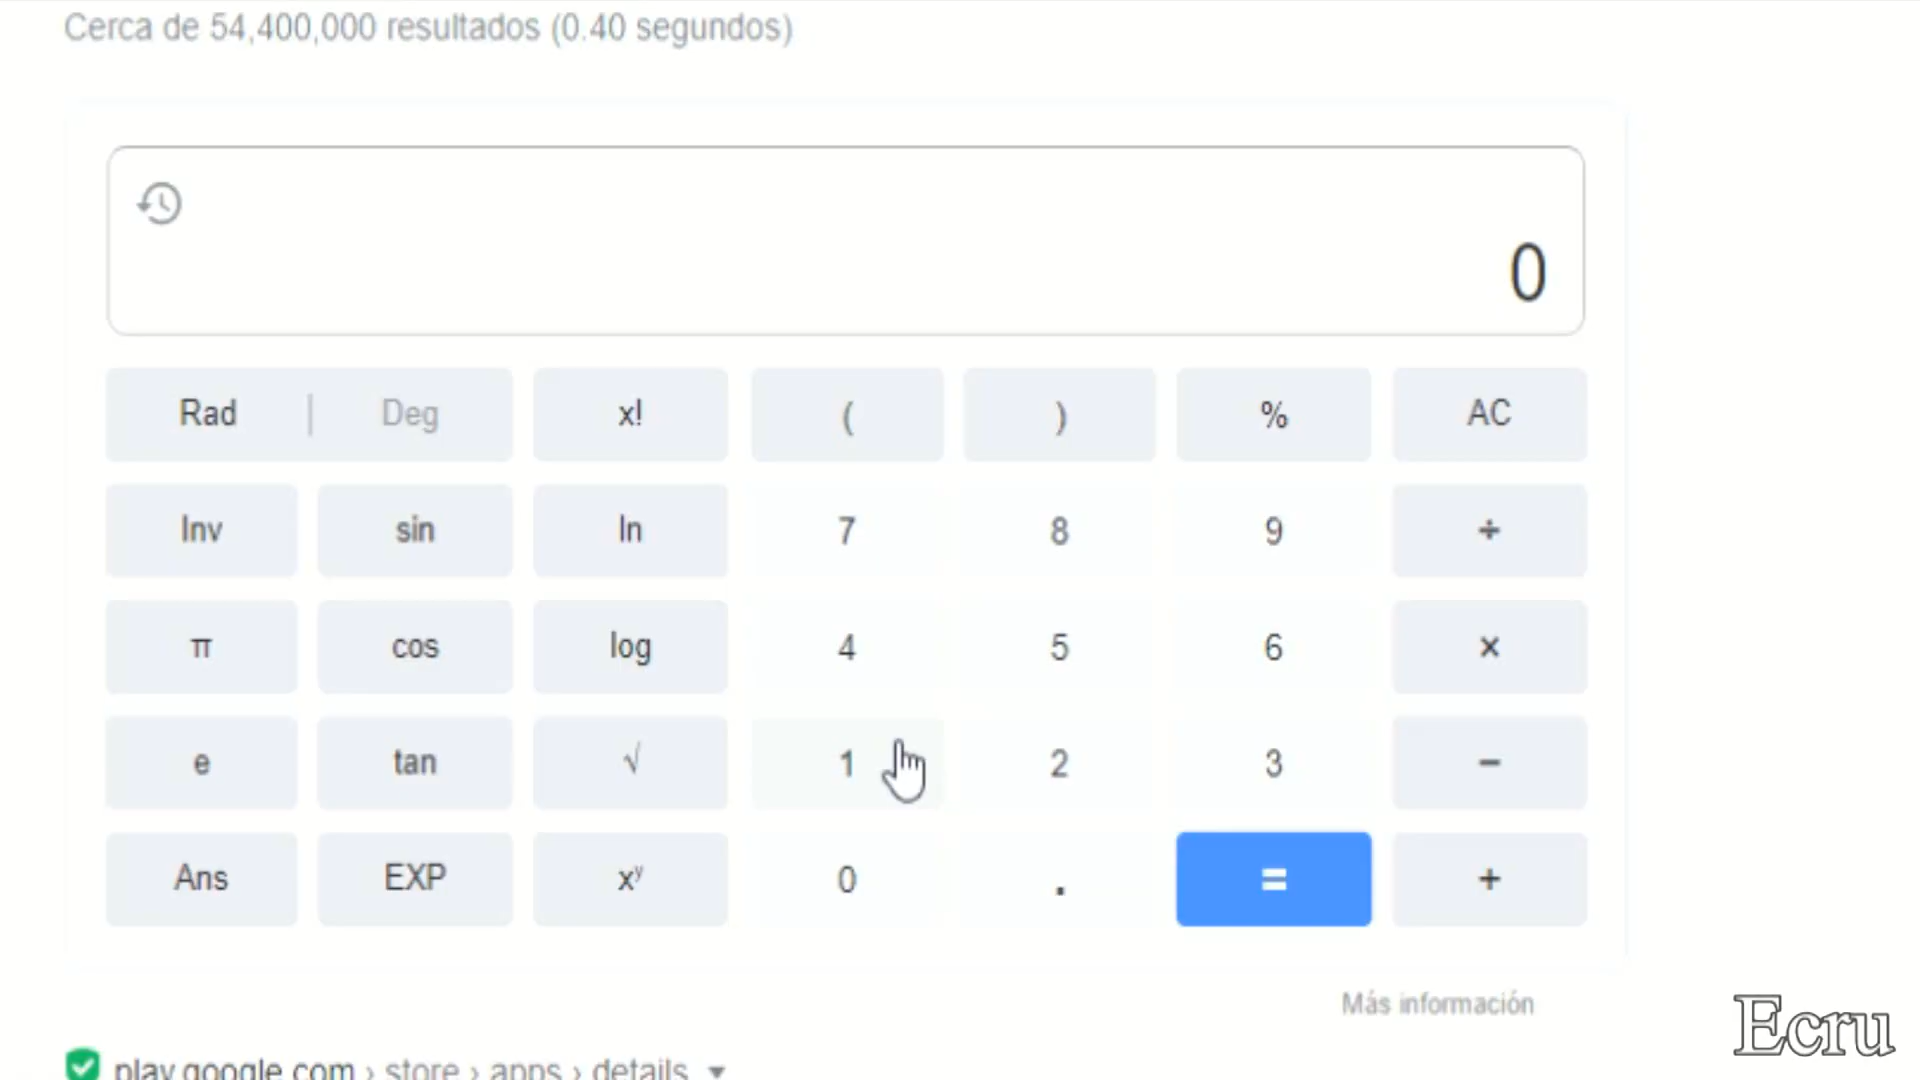 Cerca de 54,400,000 resultados (0.40 segundos)
0
Rad | Deg x! ( ) % AC
Inv sin ln 7 8 9 ÷
π cos log 4 5 6 ×
e tan √ 1 2 3 −
Ans EXP xʸ 0 . = +
Más información
play.google.com › store › apps › details
Ecru